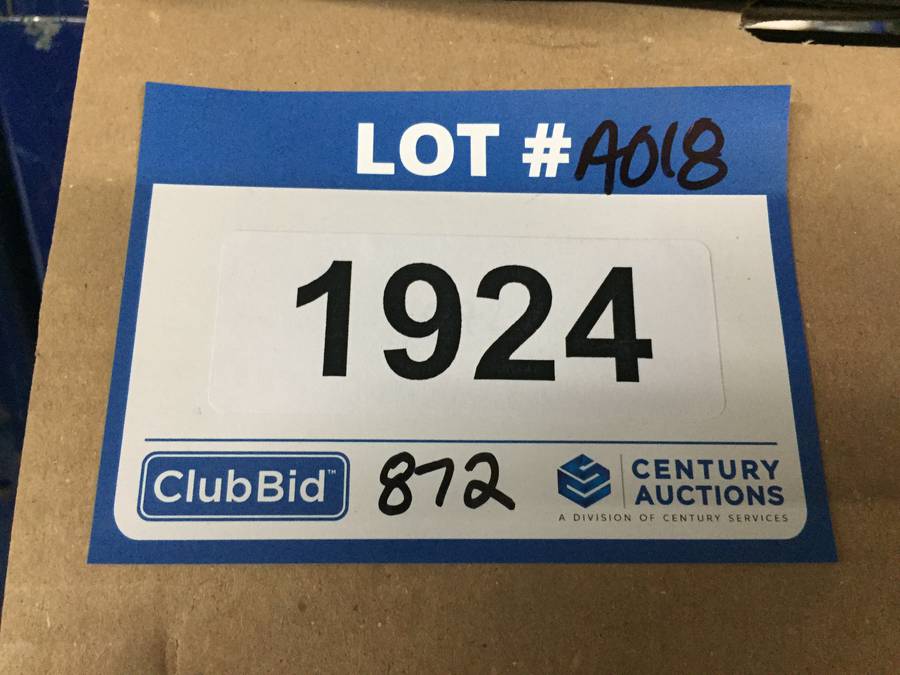 LOT #A018
1924
ClubBid™ 872 CENTURY
AUCTIONS
A DIVISION OF CENTURY SERVICES